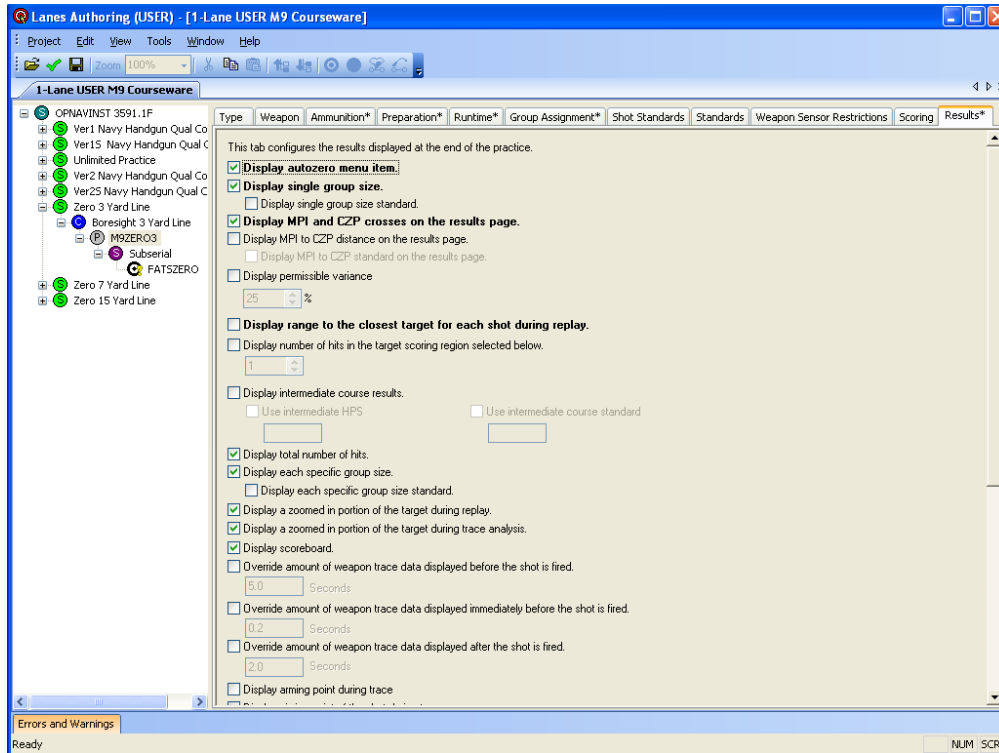 Lanes Authoring (USER) - [1-Lane USER M9 Courseware]
Project Edit View Tools Window Help
Zoom 100%
1-Lane USER M9 Courseware
OPNAVINST 3591.1F
Ver1 Navy Handgun Qual Co
Ver1S Navy Handgun Qual C
Unlimited Practice
Ver2 Navy Handgun Qual Co
Ver2S Navy Handgun Qual C
Zero 3 Yard Line
Boresight 3 Yard Line
M9ZERO3
Subserial
FATSZERO
Zero 7 Yard Line
Zero 15 Yard Line
Type Weapon Ammunition* Preparation* Runtime* Group Assignment* Shot Standards Standards Weapon Sensor Restrictions Scoring Results*
This tab configures the results displayed at the end of the practice.
Display autozero menu item.
Display single group size.
Display single group size standard.
Display MPI and CZP crosses on the results page.
Display MPI to CZP distance on the results page.
Display MPI to CZP standard on the results page.
Display permissible variance
25 %
Display range to the closest target for each shot during replay.
Display number of hits in the target scoring region selected below.
1
Display intermediate course results.
Use intermediate HPS Use intermediate course standard
Display total number of hits.
Display each specific group size.
Display each specific group size standard.
Display a zoomed in portion of the target during replay.
Display a zoomed in portion of the target during trace analysis.
Display scoreboard.
Override amount of weapon trace data displayed before the shot is fired.
5.0 Seconds
Override amount of weapon trace data displayed immediately before the shot is fired.
0.2 Seconds
Override amount of weapon trace data displayed after the shot is fired.
2.0 Seconds
Display arming point during trace
Errors and Warnings
Ready NUM SCR